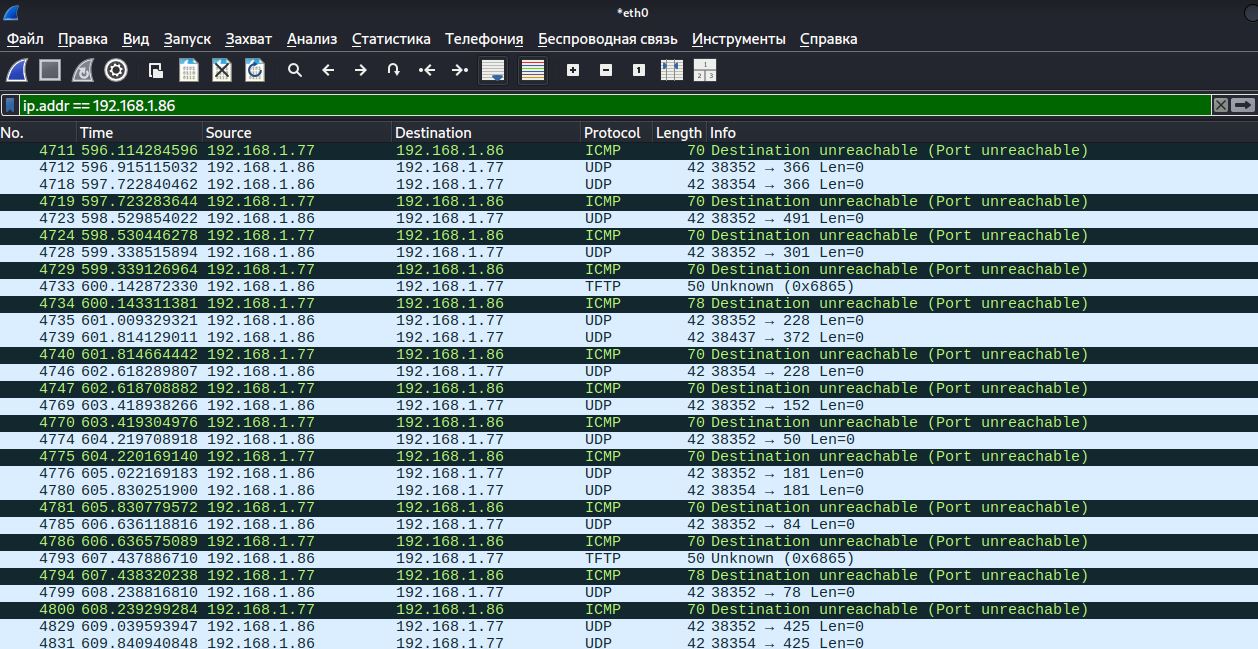 *eth0
Файл Правка Вид Запуск Захват Анализ Статистика Телефония Беспроводная связь Инструменты Справка
ip.addr == 192.168.1.86
No. Time Source Destination Protocol Length Info
4711 596.114284596 192.168.1.77 192.168.1.86 ICMP 70 Destination unreachable (Port unreachable)
4712 596.915115032 192.168.1.86 192.168.1.77 UDP 42 38352 → 366 Len=0
4718 597.722840462 192.168.1.86 192.168.1.77 UDP 42 38354 → 366 Len=0
4719 597.723283644 192.168.1.77 192.168.1.86 ICMP 70 Destination unreachable (Port unreachable)
4723 598.529854022 192.168.1.86 192.168.1.77 UDP 42 38352 → 491 Len=0
4724 598.530446278 192.168.1.77 192.168.1.86 ICMP 70 Destination unreachable (Port unreachable)
4728 599.338515894 192.168.1.86 192.168.1.77 UDP 42 38352 → 301 Len=0
4729 599.339126964 192.168.1.77 192.168.1.86 ICMP 70 Destination unreachable (Port unreachable)
4733 600.142872330 192.168.1.86 192.168.1.77 TFTP 50 Unknown (0x6865)
4734 600.143311381 192.168.1.77 192.168.1.86 ICMP 78 Destination unreachable (Port unreachable)
4735 601.009329321 192.168.1.86 192.168.1.77 UDP 42 38352 → 228 Len=0
4739 601.814129011 192.168.1.86 192.168.1.77 UDP 42 38437 → 372 Len=0
4740 601.814664442 192.168.1.77 192.168.1.86 ICMP 70 Destination unreachable (Port unreachable)
4746 602.618289807 192.168.1.86 192.168.1.77 UDP 42 38354 → 228 Len=0
4747 602.618708882 192.168.1.77 192.168.1.86 ICMP 70 Destination unreachable (Port unreachable)
4769 603.418938266 192.168.1.86 192.168.1.77 UDP 42 38352 → 152 Len=0
4770 603.419304976 192.168.1.77 192.168.1.86 ICMP 70 Destination unreachable (Port unreachable)
4774 604.219708918 192.168.1.86 192.168.1.77 UDP 42 38352 → 50 Len=0
4775 604.220169140 192.168.1.77 192.168.1.86 ICMP 70 Destination unreachable (Port unreachable)
4776 605.022169183 192.168.1.86 192.168.1.77 UDP 42 38352 → 181 Len=0
4780 605.830251900 192.168.1.86 192.168.1.77 UDP 42 38354 → 181 Len=0
4781 605.830779572 192.168.1.77 192.168.1.86 ICMP 70 Destination unreachable (Port unreachable)
4785 606.636118816 192.168.1.86 192.168.1.77 UDP 42 38352 → 84 Len=0
4786 606.636575089 192.168.1.77 192.168.1.86 ICMP 70 Destination unreachable (Port unreachable)
4793 607.437886710 192.168.1.86 192.168.1.77 TFTP 50 Unknown (0x6865)
4794 607.438320238 192.168.1.77 192.168.1.86 ICMP 78 Destination unreachable (Port unreachable)
4799 608.238816810 192.168.1.86 192.168.1.77 UDP 42 38352 → 78 Len=0
4800 608.239299284 192.168.1.77 192.168.1.86 ICMP 70 Destination unreachable (Port unreachable)
4829 609.039593947 192.168.1.86 192.168.1.77 UDP 42 38352 → 425 Len=0
4831 609.840940848 192.168.1.86 192.168.1.77 UDP 42 38354 → 425 Len=0